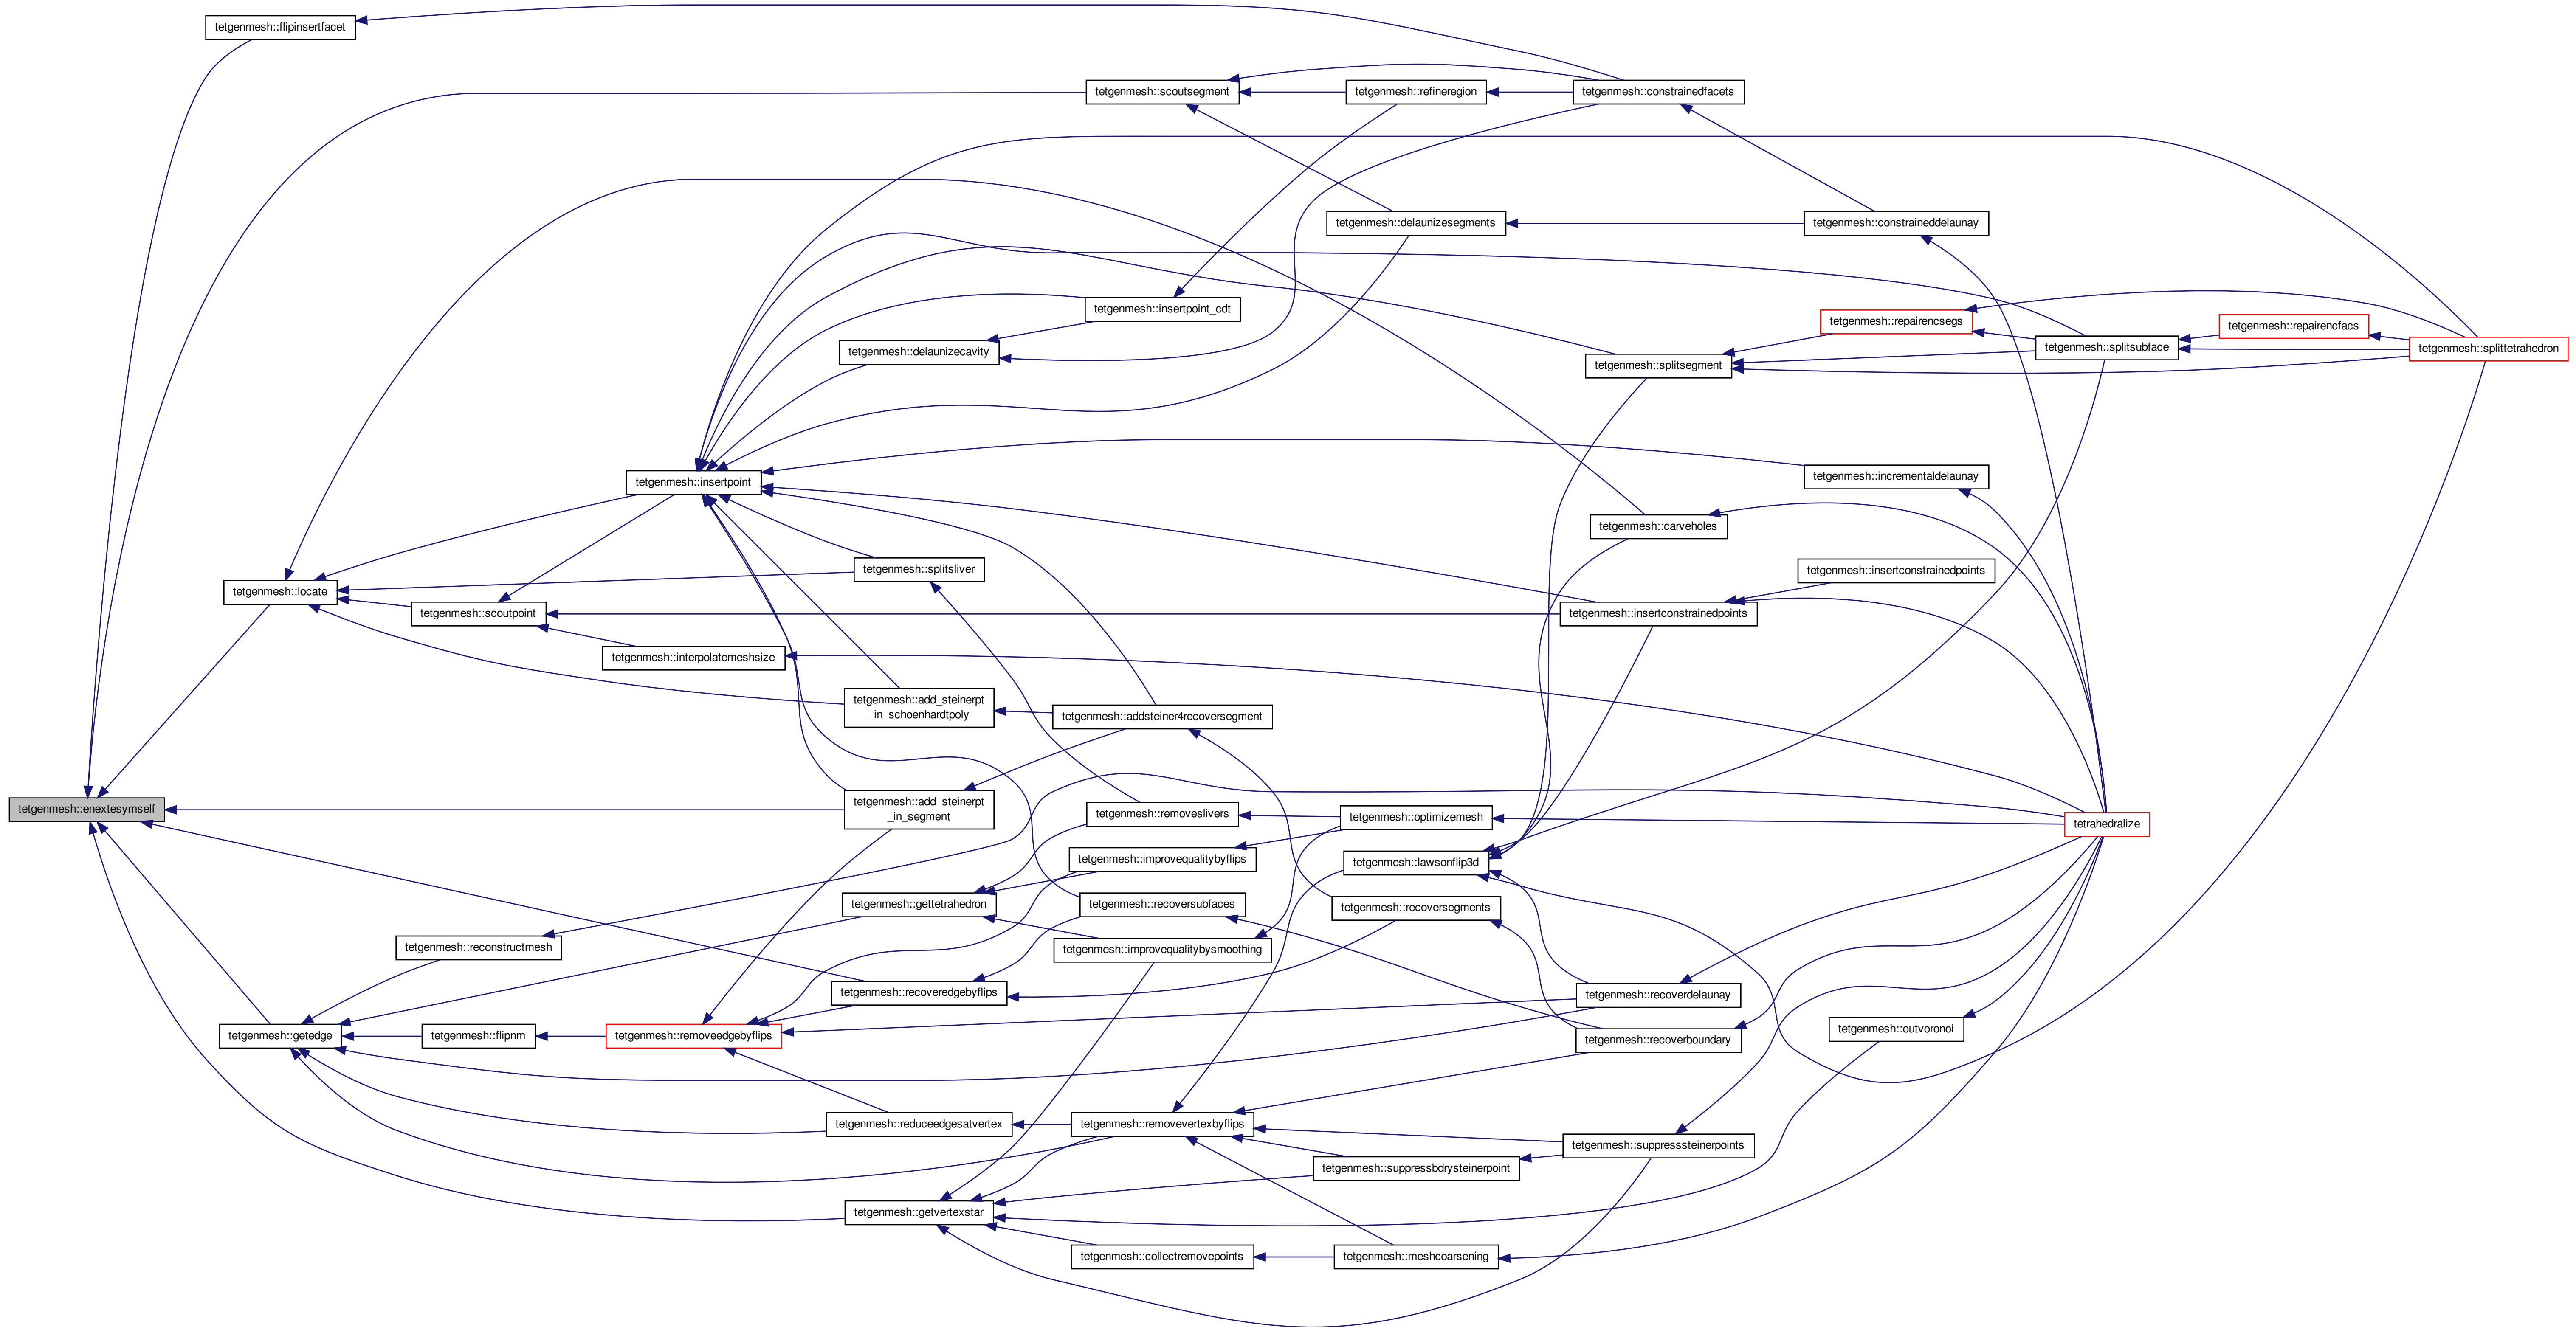 tetgenmesh::flipinsertfacet
tetgenmesh::scoutsegment
tetgenmesh::refineregion
tetgenmesh::constrainedfacets
tetgenmesh::delaunizesegments
tetgenmesh::constraineddelaunay
tetgenmesh::insertpoint_cdt
tetgenmesh::repairencsegs
tetgenmesh::repairencfacs
tetgenmesh::delaunizecavity
tetgenmesh::splitsubface
tetgenmesh::splittetrahedron
tetgenmesh::splitsegment
tetgenmesh::insertpoint
tetgenmesh::incrementaldelaunay
tetgenmesh::carveholes
tetgenmesh::splitsliver
tetgenmesh::insertconstrainedpoints
tetgenmesh::locate
tetgenmesh::scoutpoint
tetgenmesh::insertconstrainedpoints
tetgenmesh::interpolatemeshsize
tetgenmesh::add_steinerpt
_in_schoenhardtpoly
tetgenmesh::addsteiner4recoversegment
tetgenmesh::enextesymself
tetgenmesh::add_steinerpt
_in_segment
tetgenmesh::removeslivers
tetgenmesh::optimizemesh
tetrahedralize
tetgenmesh::improvequalitybyflips
tetgenmesh::lawsonflip3d
tetgenmesh::gettetrahedron
tetgenmesh::recoversubfaces
tetgenmesh::recoversegments
tetgenmesh::reconstructmesh
tetgenmesh::improvequalitybysmoothing
tetgenmesh::recoveredgebyflips
tetgenmesh::recoverdelaunay
tetgenmesh::getedge
tetgenmesh::flipnm
tetgenmesh::removeedgebyflips
tetgenmesh::outvoronoi
tetgenmesh::recoverboundary
tetgenmesh::reduceedgesatvertex
tetgenmesh::removevertexbyflips
tetgenmesh::suppresssteinerpoints
tetgenmesh::suppressbdrysteinerpoint
tetgenmesh::getvertexstar
tetgenmesh::collectremovepoints
tetgenmesh::meshcoarsening